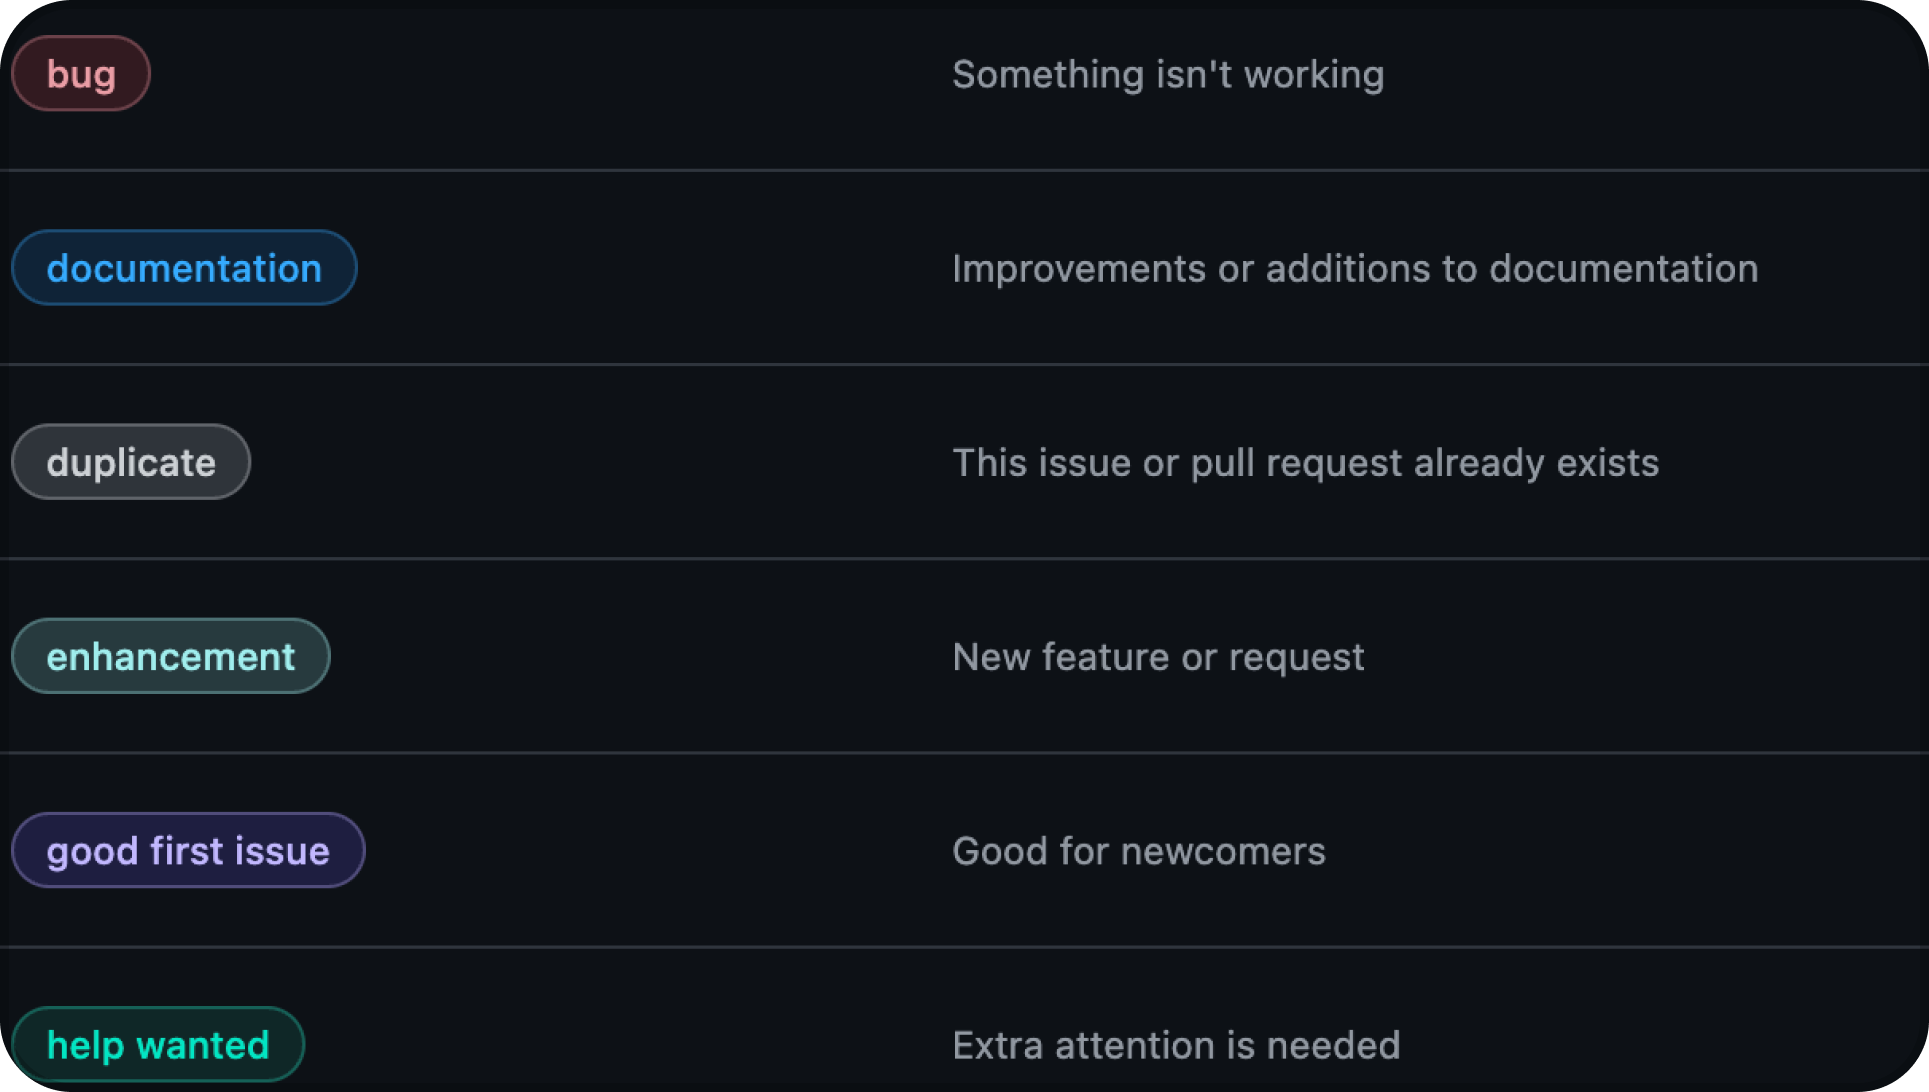 bug Something isn't working
documentation Improvements or additions to documentation
duplicate This issue or pull request already exists
enhancement New feature or request
good first issue Good for newcomers
help wanted Extra attention is needed